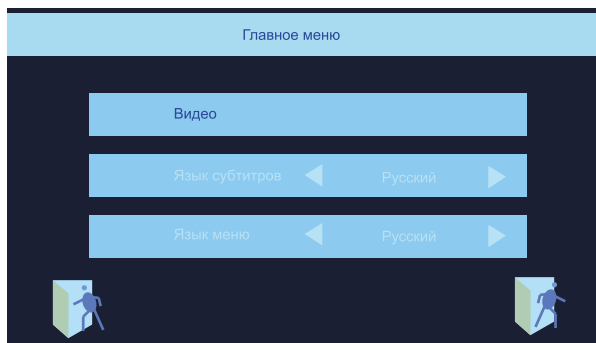 Главное меню
Видео
Язык субтитров Русский
Язык меню Русский